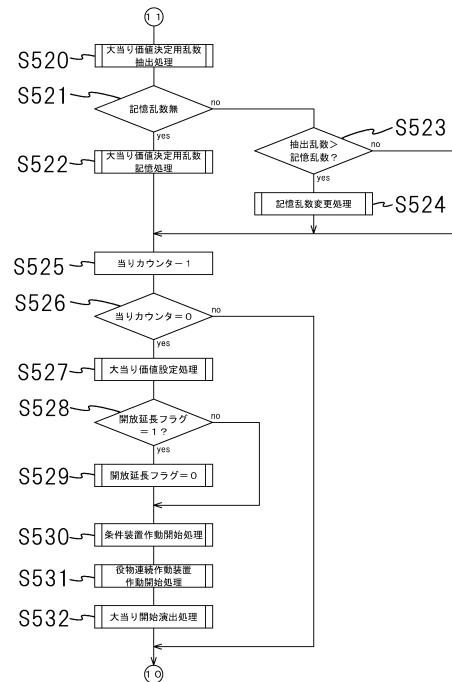 １１
S520
大当り価値決定用乱数
抽出処理
S521
記憶乱数無
no
yes
S522
大当り価値決定用乱数
記憶処理
S523
抽出乱数＞
記憶乱数？
no
yes
S524
記憶乱数変更処理
S525
当りカウンタ－１
S526
当りカウンタ＝０
no
yes
S527
大当り価値設定処理
S528
開放延長フラグ
＝１？
no
yes
S529
開放延長フラグ＝０
S530
条件装置作動開始処理
S531
役物連続作動装置
作動開始処理
S532
大当り開始演出処理
１０